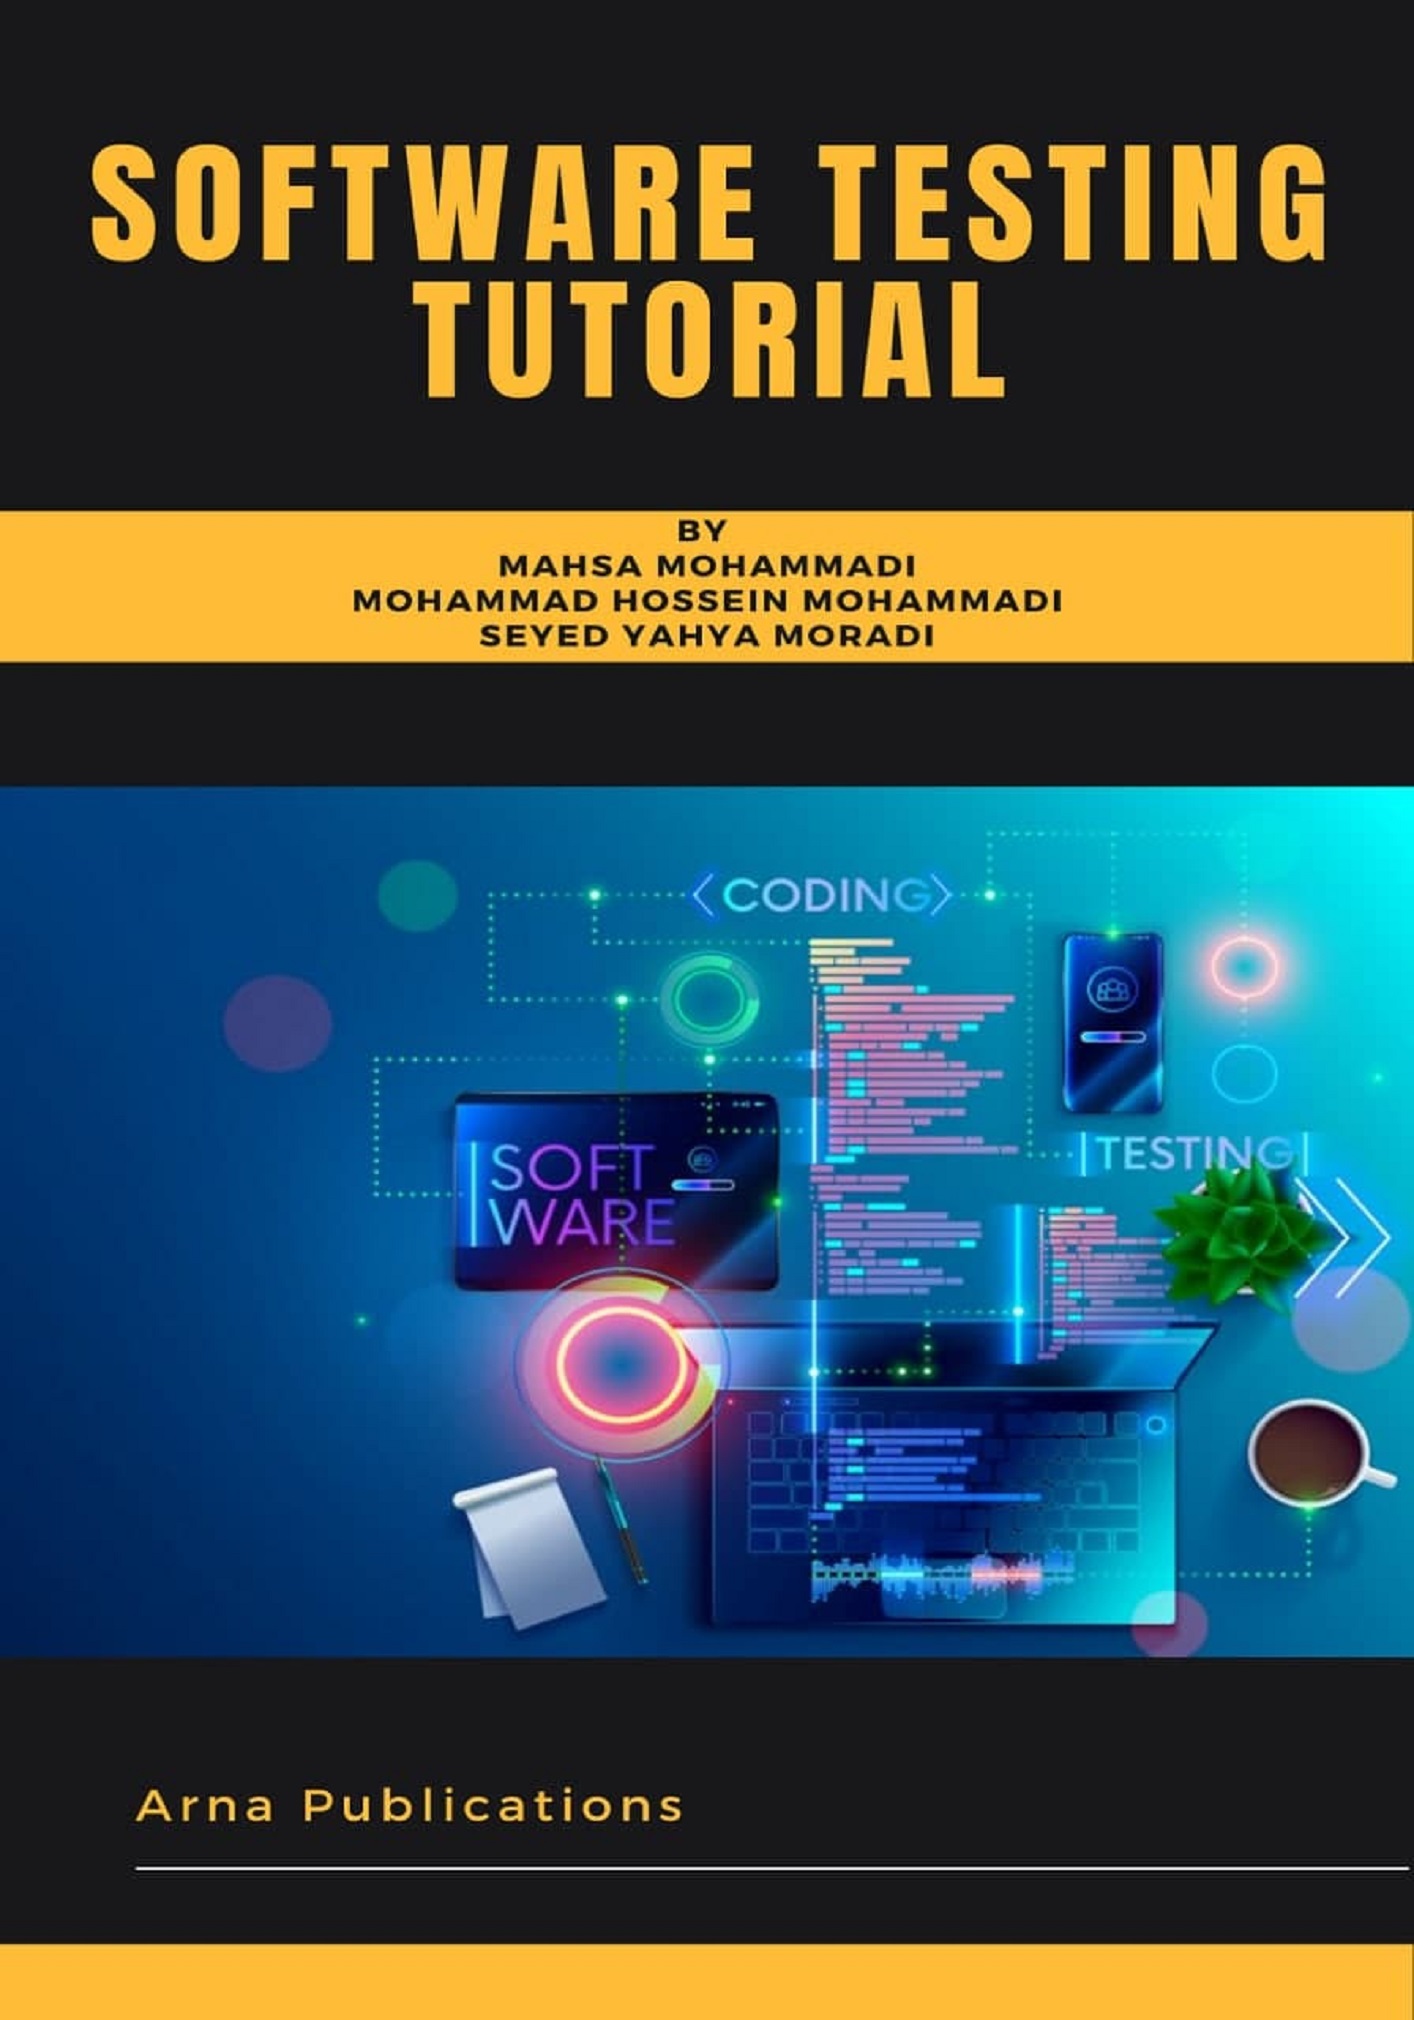 SOFTWARE TESTING
TUTORIAL
BY
MAHSA MOHAMMADI
MOHAMMAD HOSSEIN MOHAMMADI
SEYED YAHYA MORADI
<CODING>
SOFT
WARE
|TESTING|
Arna Publications